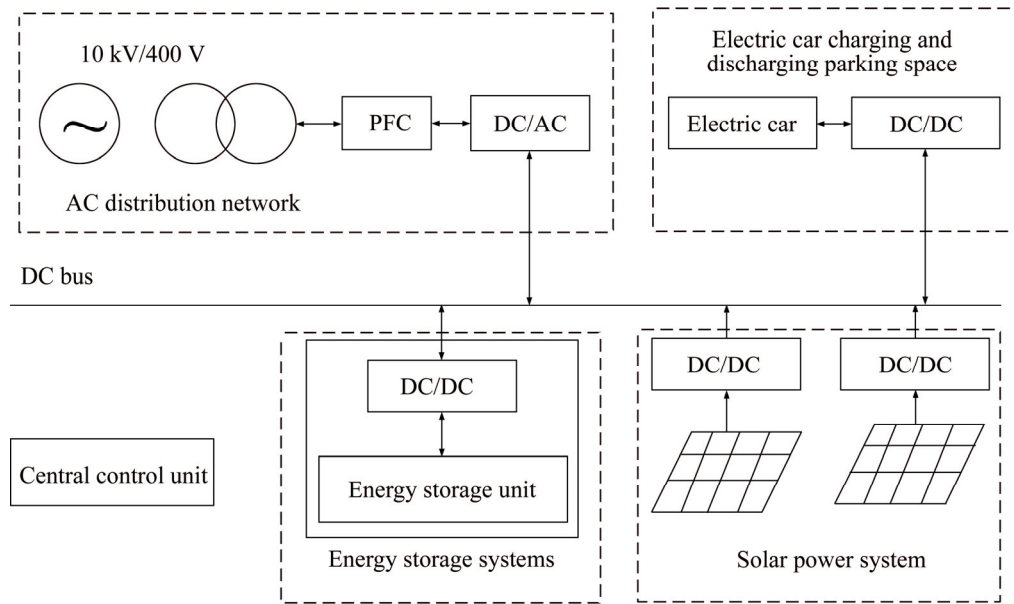 10 kV/400 V
PFC
DC/AC
AC distribution network
Electric car charging and
discharging parking space
Electric car
DC/DC
DC bus
DC/DC
Energy storage unit
Energy storage systems
DC/DC
DC/DC
Solar power system
Central control unit